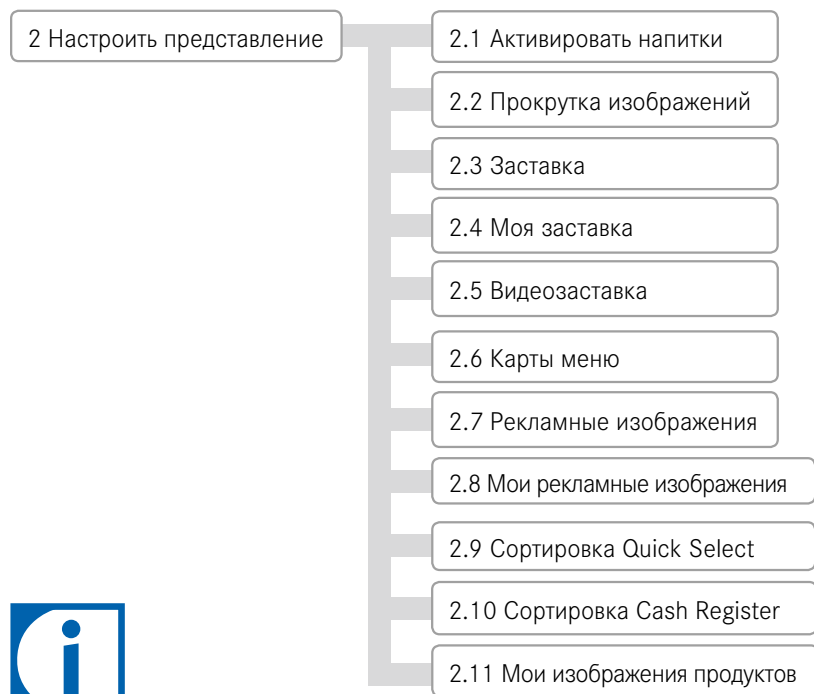 2 Настроить представление
2.1 Активировать напитки
2.2 Прокрутка изображений
2.3 Заставка
2.4 Моя заставка
2.5 Видеозаставка
2.6 Карты меню
2.7 Рекламные изображения
2.8 Мои рекламные изображения
2.9 Сортировка Quick Select
2.10 Сортировка Cash Register
2.11 Мои изображения продуктов
i